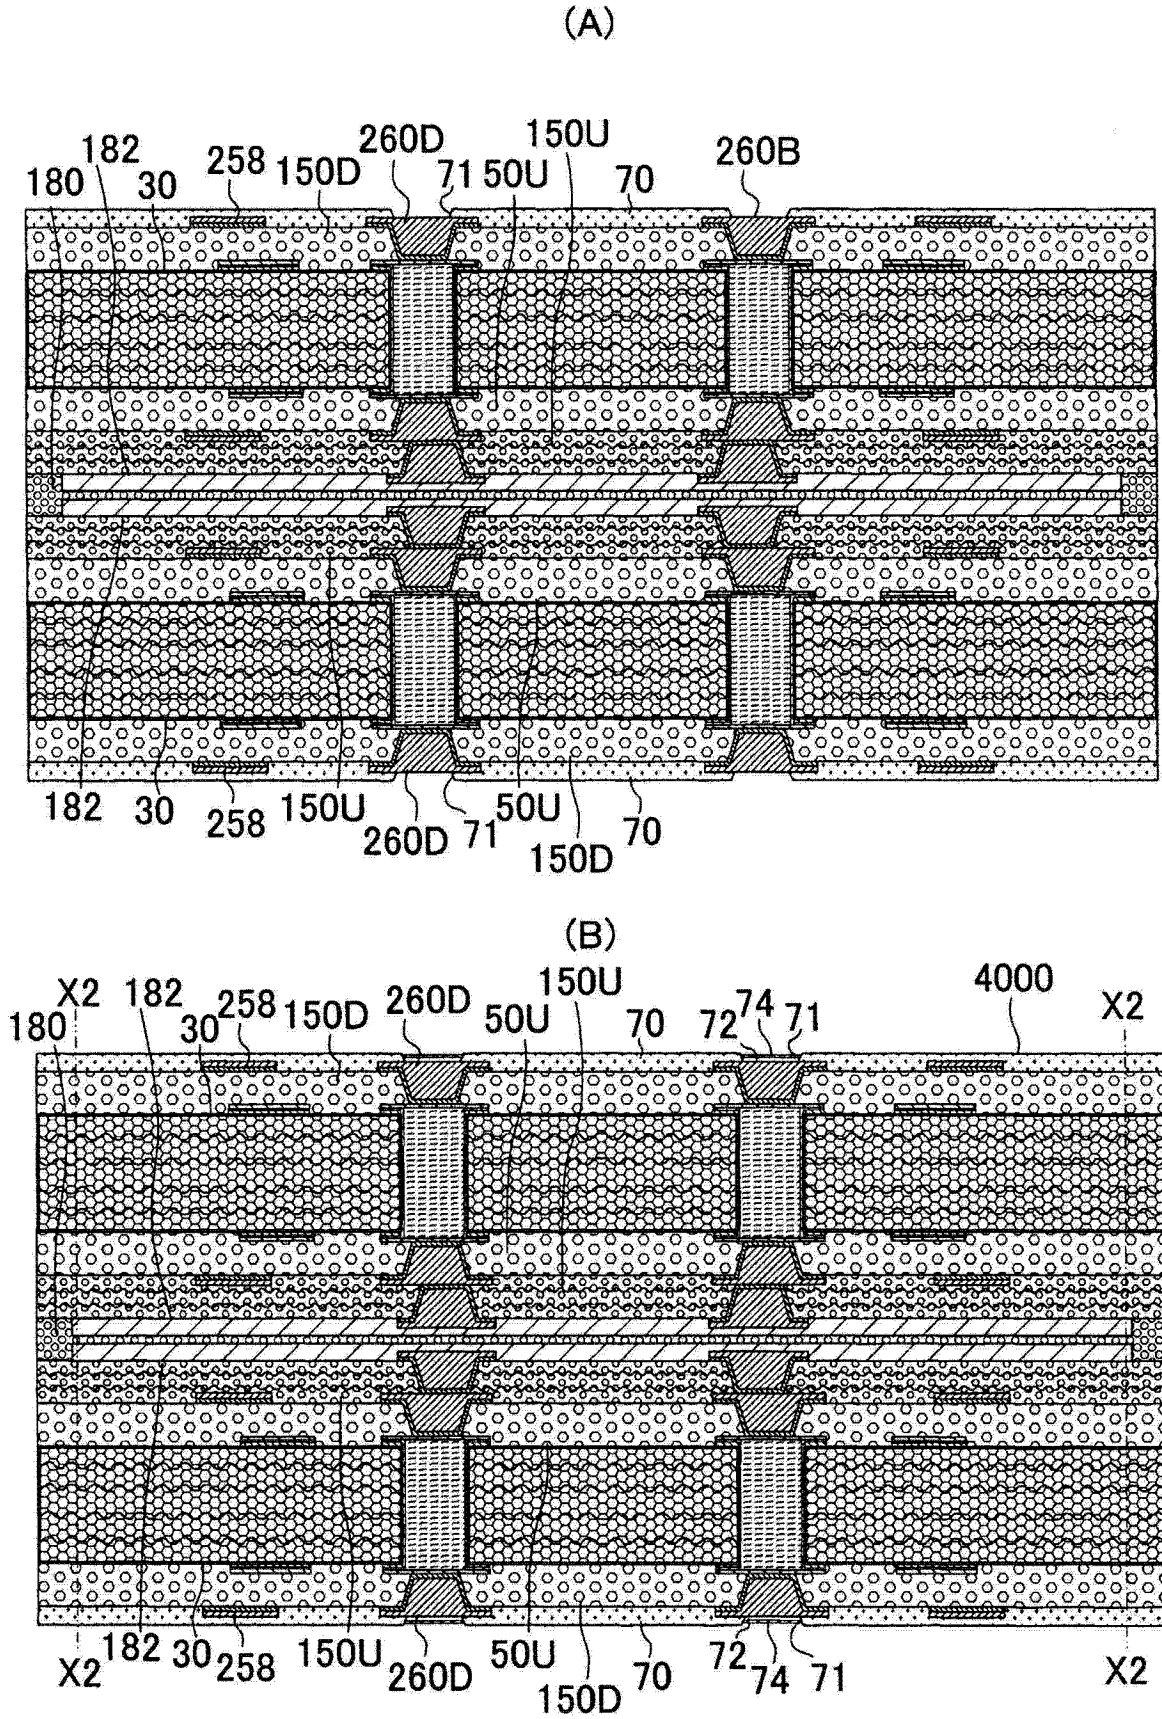 (A)
182 258 150D 260D 71 50U 150U 70 260B
180 30
182 30 258 150U 260D 71 50U 150D 70
(B)
X2 182 258 150D 260D 50U 150U 70 72 74 71 4000 X2
180 30
182 30 258 150U 260D 50U 150D 70 72 74 71
X2 X2